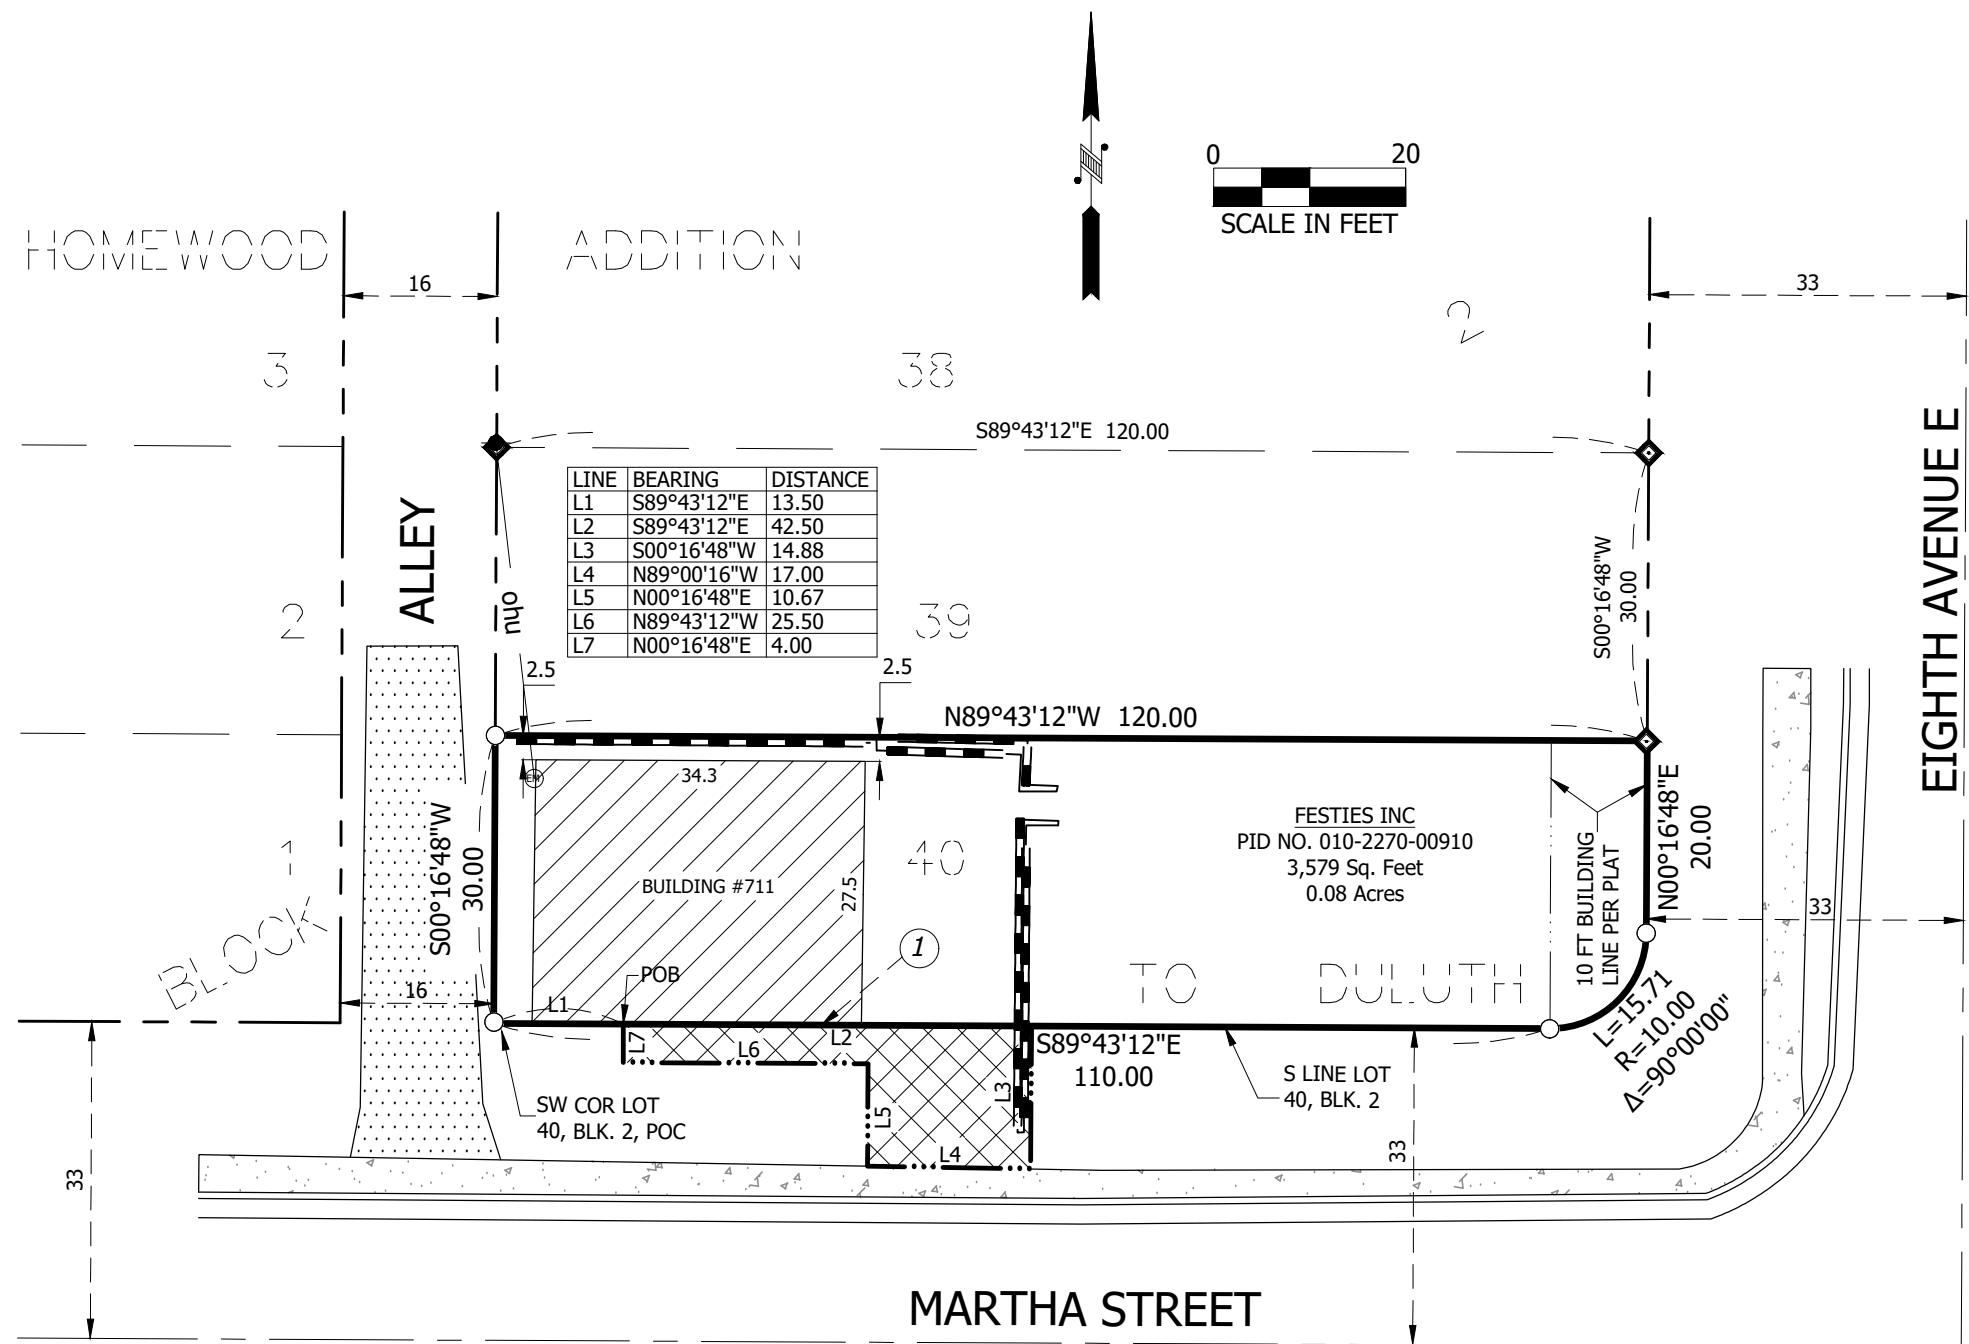 0 20
SCALE IN FEET
HOMEWOOD ADDITION
16
33
3
38
2
S89°43'12"E 120.00
LINE BEARING DISTANCE
L1 S89°43'12"E 13.50
L2 S89°43'12"E 42.50
L3 S00°16'48"W 14.88
L4 N89°00'16"W 17.00
L5 N00°16'48"E 10.67
L6 N89°43'12"W 25.50
L7 N00°16'48"E 4.00
ALLEY
ohu
2
39
S00°16'48"W
30.00
EIGHTH AVENUE E
2.5
2.5
N89°43'12"W 120.00
EM
34.3
BUILDING #711
27.5
40
FESTIES INC
PID NO. 010-2270-00910
3,579 Sq. Feet
0.08 Acres
10 FT BUILDING
LINE PER PLAT
N00°16'48"E
20.00
33
1
BLOCK
S00°16'48"W
30.00
1
16
L1
POB
TO DULUTH
L=15.71
R=10.00
Δ=90°00'00"
L7
L6
L2
S89°43'12"E
110.00
L3
L5
L4
SW COR LOT
40, BLK. 2, POC
S LINE LOT
40, BLK. 2
33
33
MARTHA STREET